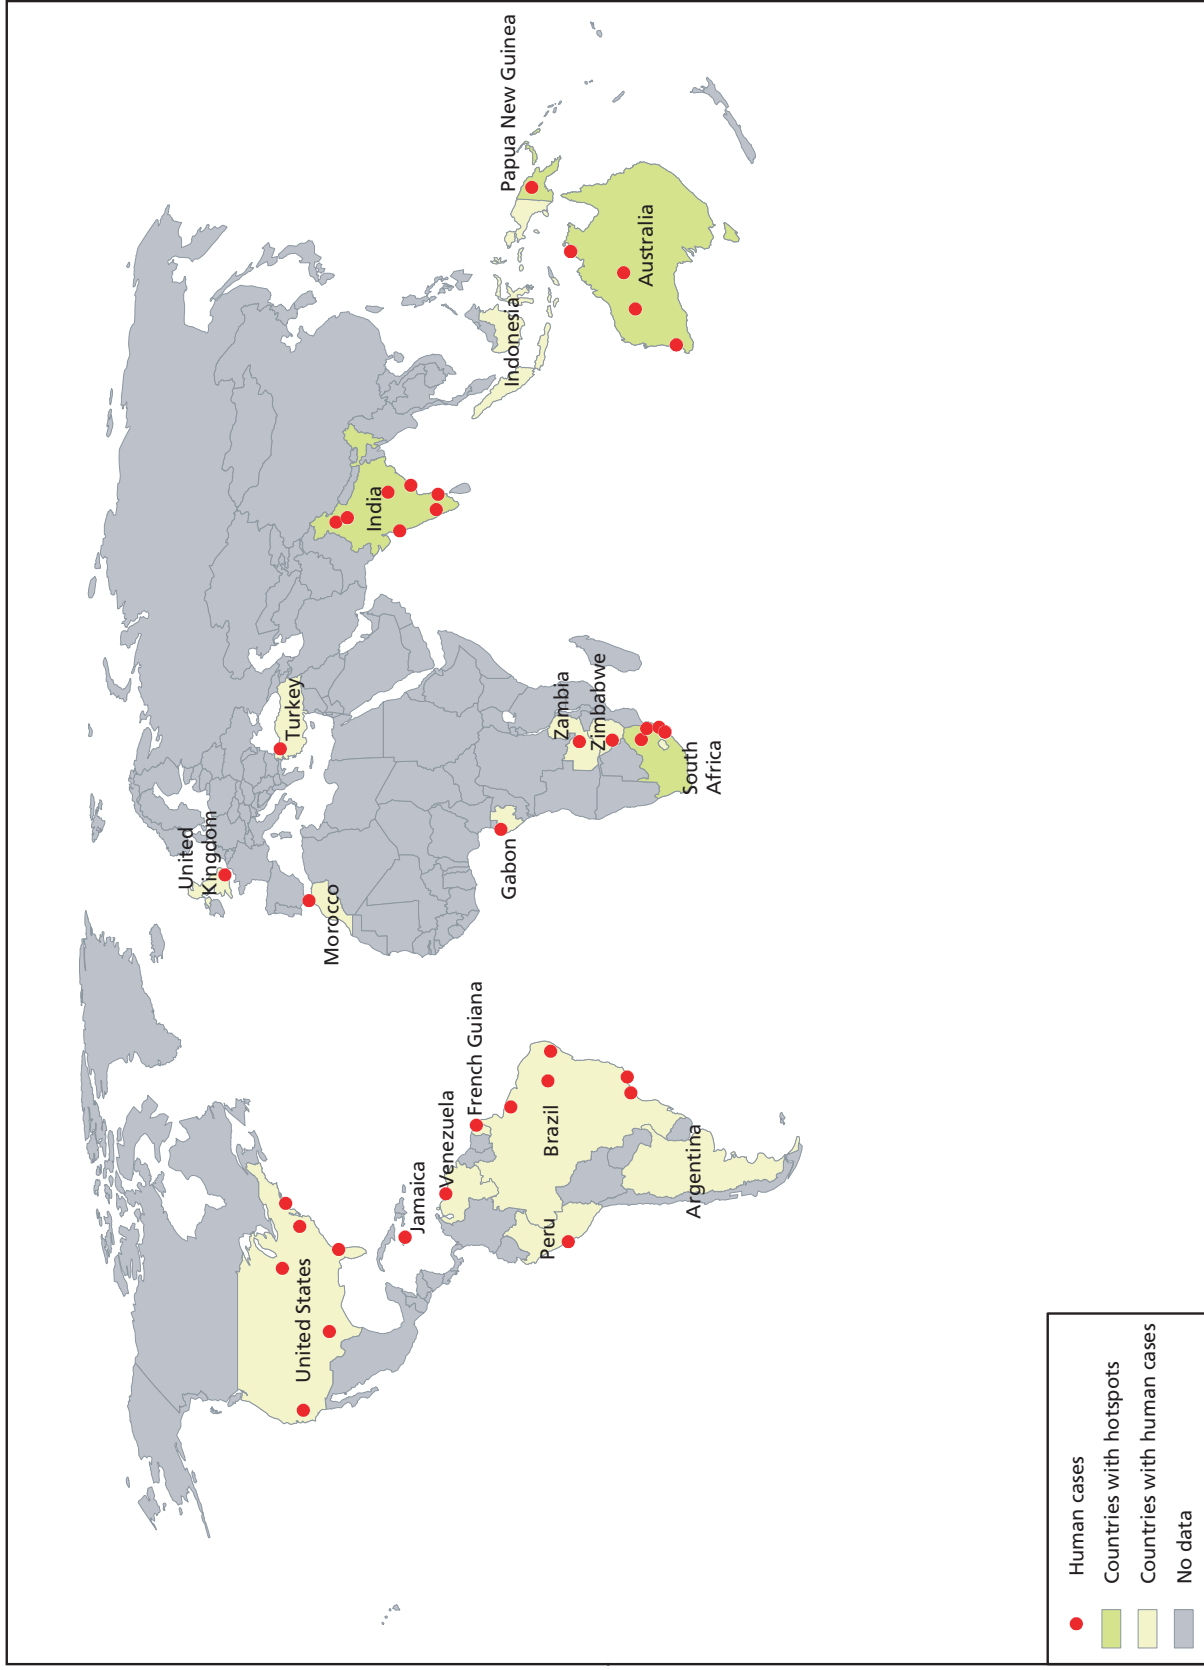 United
Kingdom
Turkey
Morocco
United States
India
Papua New Guinea
Jamaica
Venezuela
French Guiana
Gabon
Zambia
Zimbabwe
Indonesia
Peru
Brazil
Argentina
South
Africa
Australia
Human cases
Countries with hotspots
Countries with human cases
No data